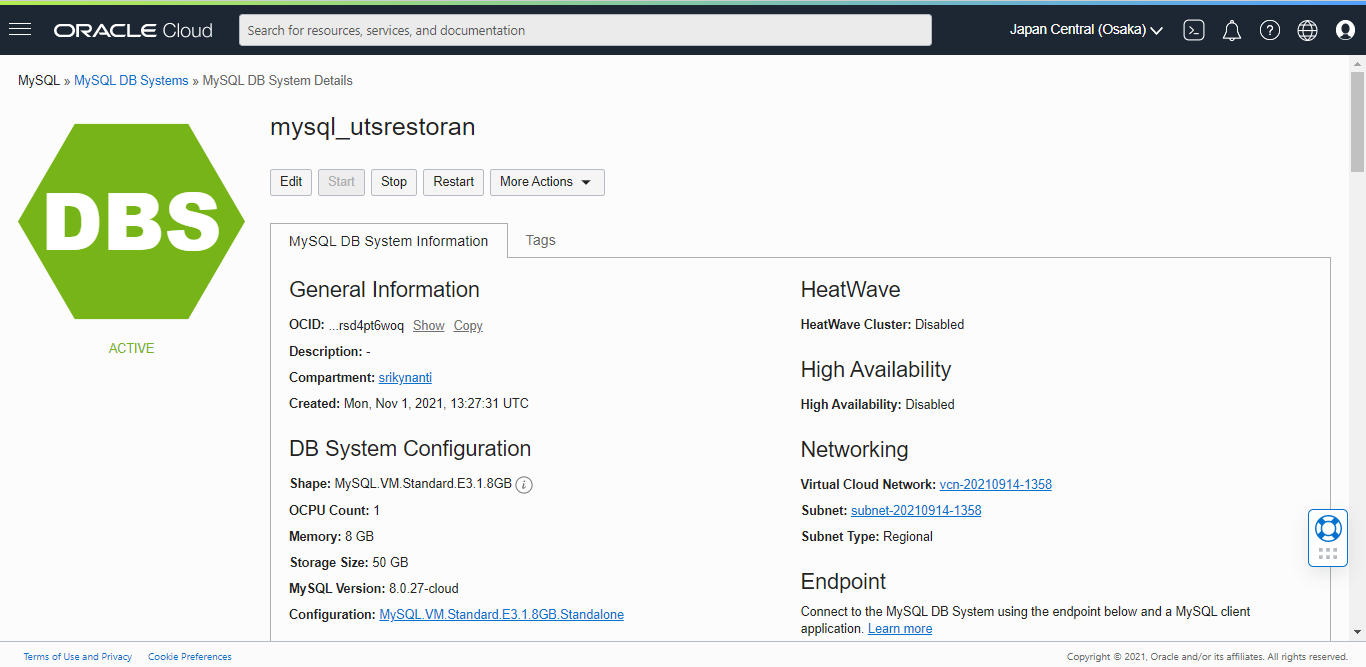 ORACLE Cloud
Search for resources, services, and documentation
Japan Central (Osaka)
MySQL » MySQL DB Systems » MySQL DB System Details
DBS
ACTIVE
mysql_utsrestoran
Edit Start Stop Restart More Actions
MySQL DB System Information Tags
General Information
OCID: ...rsd4pt6woq Show Copy
Description: -
Compartment: srikynanti
Created: Mon, Nov 1, 2021, 13:27:31 UTC
DB System Configuration
Shape: MySQL.VM.Standard.E3.1.8GB i
OCPU Count: 1
Memory: 8 GB
Storage Size: 50 GB
MySQL Version: 8.0.27-cloud
Configuration: MySQL.VM.Standard.E3.1.8GB.Standalone
HeatWave
HeatWave Cluster: Disabled
High Availability
High Availability: Disabled
Networking
Virtual Cloud Network: vcn-20210914-1358
Subnet: subnet-20210914-1358
Subnet Type: Regional
Endpoint
Connect to the MySQL DB System using the endpoint below and a MySQL client
application. Learn more
Terms of Use and Privacy Cookie Preferences
Copyright © 2021, Oracle and/or its affiliates. All rights reserved.